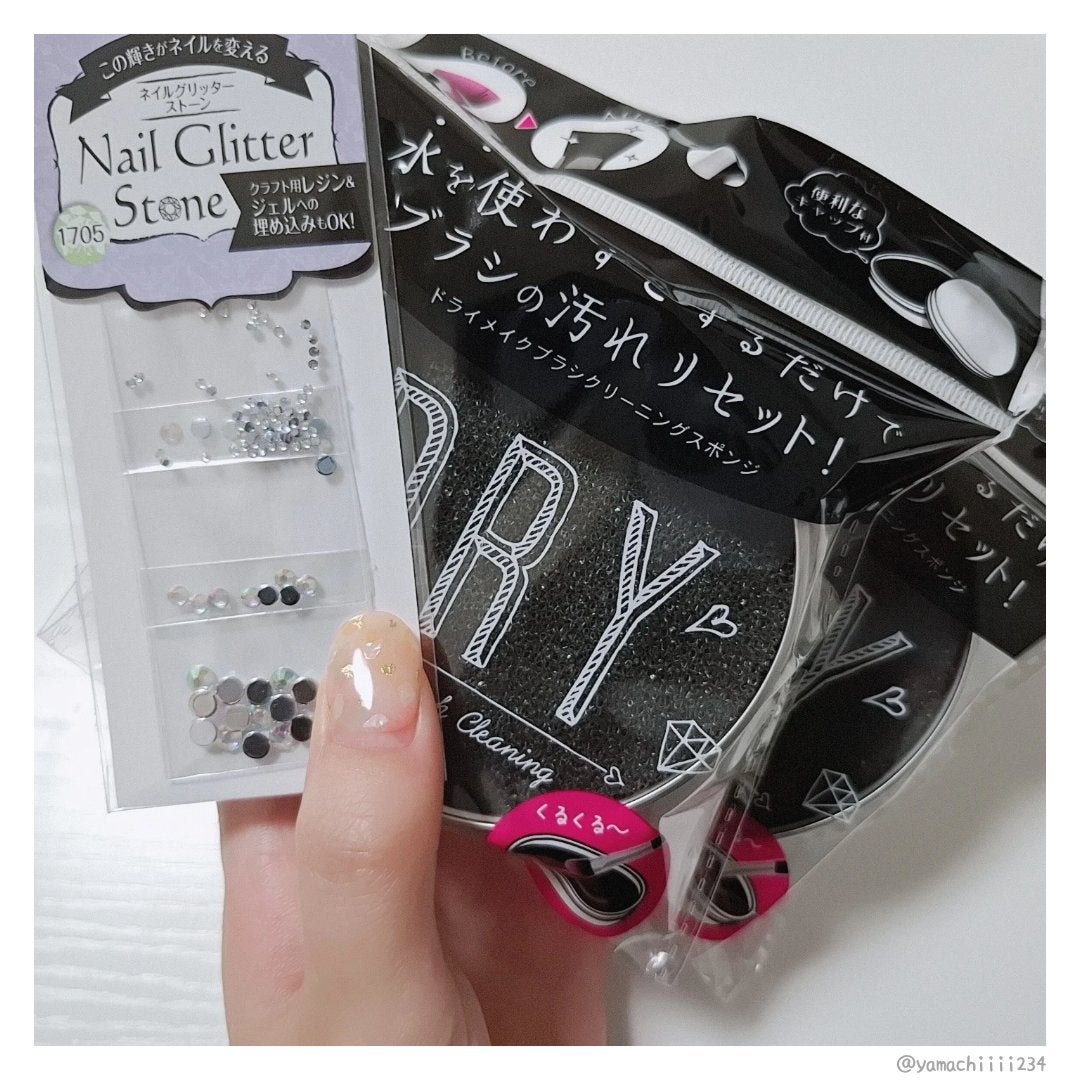 この輝きがネイルを変える
ネイルグリッター
ストーン
Nail Glitter
Stone
クラフト用レジン&
ジェルへの
埋め込みもOK!
1705
Before
水を使わずこするだけで
ブラシの汚れリセット!
ドライメイクブラシクリーニングスポンジ
便利な
キャップ付
DRY
Cleaning
くるくる～
リセット!
ニングスポンジ
Y
@yamachiiii234